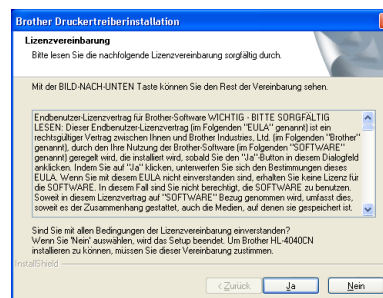 Brother Druckertreiberinstallation
Lizenzvereinbarung
Bitte lesen Sie die nachfolgende Lizenzvereinbarung sorgfältig durch.
Mit der BILD-NACH-UNTEN Taste können Sie den Rest der Vereinbarung sehen.
Endbenutzer-Lizenzvertrag für Brother-Software WICHTIG - BITTE SORGFÄLTIG
LESEN: Dieser Endbenutzer-Lizenzvertrag (im Folgenden "EULA" genannt) ist ein
rechtsgültiger Vertrag zwischen Ihnen und Brother Industries, Ltd. (im Folgenden "Brother"
genannt), durch den Ihre Nutzung der Brother-Software (im Folgenden "SOFTWARE"
genannt) geregelt wird, die installiert wird, sobald Sie den "Ja"-Button in diesem Dialogfeld
anklicken. Indem Sie auf "Ja" klicken, unterwerfen Sie sich den Bestimmungen dieses
EULA. Wenn Sie mit diesem EULA nicht einverstanden sind, erhalten Sie keine Lizenz für
die SOFTWARE. In diesem Fall sind Sie nicht berechtigt, die SOFTWARE zu benutzen.
Soweit in diesem Lizenzvertrag auf "SOFTWARE" Bezug genommen wird, umfasst dies,
soweit es der Zusammenhang gestattet, auch die Medien, auf denen sie gespeichert ist.
Sind Sie mit allen Bedingungen der Lizenzvereinbarung einverstanden?
Wenn Sie 'Nein' auswählen, wird das Setup beendet. Um Brother HL-4040CN
installieren zu können, müssen Sie dieser Vereinbarung zustimmen.
InstallShield
< Zurück
Ja
Nein